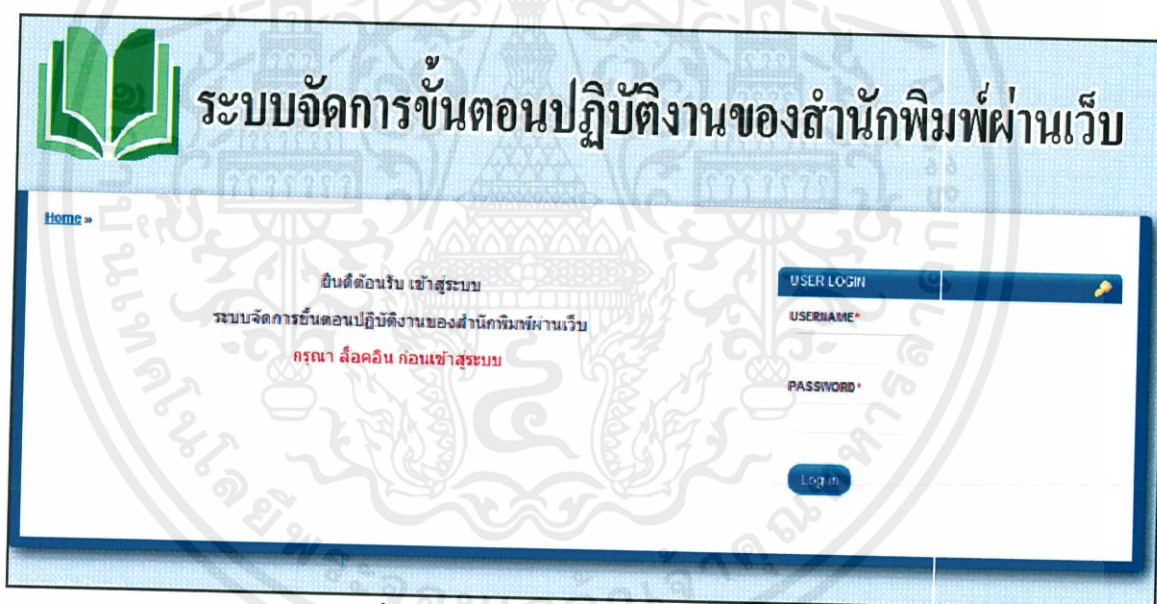 ระบบจัดการขั้นตอนปฏิบัติงานของสำนักพิมพ์ผ่านเว็บ
Home »
ยินดีต้อนรับ เข้าสู่ระบบ
ระบบจัดการขั้นตอนปฏิบัติงานของสำนักพิมพ์ผ่านเว็บ
กรุณา ล็อคอิน ก่อนเข้าสู่ระบบ
USER LOGIN
USERNAME*
PASSWORD*
Log in